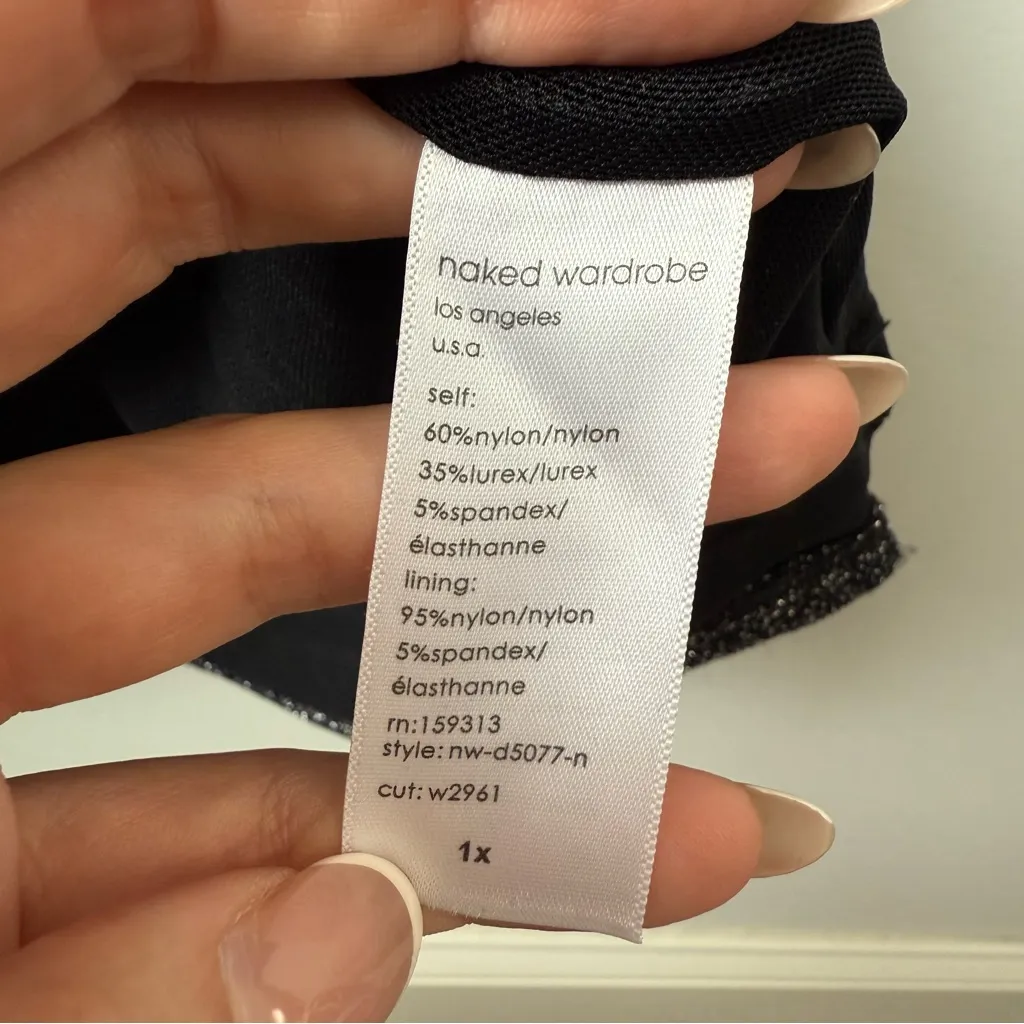 naked wardrobe
los angeles
u.s.a
self:
60%nylon/nylon
35%lurex/lurex
5%spandex/
élasthanne
lining:
95%nylon/nylon
5%spandex/
élasthanne
rn:159313
style: nw-d5077-n
cut: w2961
1x